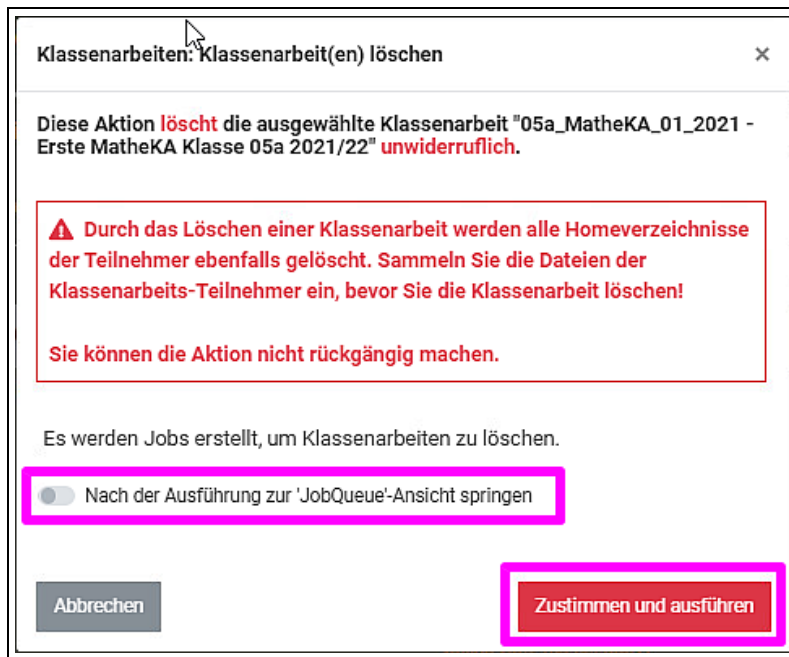 Klassenarbeiten: Klassenarbeit(en) löschen ×
Diese Aktion löscht die ausgewählte Klassenarbeit "05a_MatheKA_01_2021 -
Erste MatheKA Klasse 05a 2021/22" unwiderruflich.
Durch das Löschen einer Klassenarbeit werden alle Homeverzeichnisse
der Teilnehmer ebenfalls gelöscht. Sammeln Sie die Dateien der
Klassenarbeits-Teilnehmer ein, bevor Sie die Klassenarbeit löschen!
Sie können die Aktion nicht rückgängig machen.
Es werden Jobs erstellt, um Klassenarbeiten zu löschen.
Nach der Ausführung zur 'JobQueue'-Ansicht springen
Abbrechen Zustimmen und ausführen